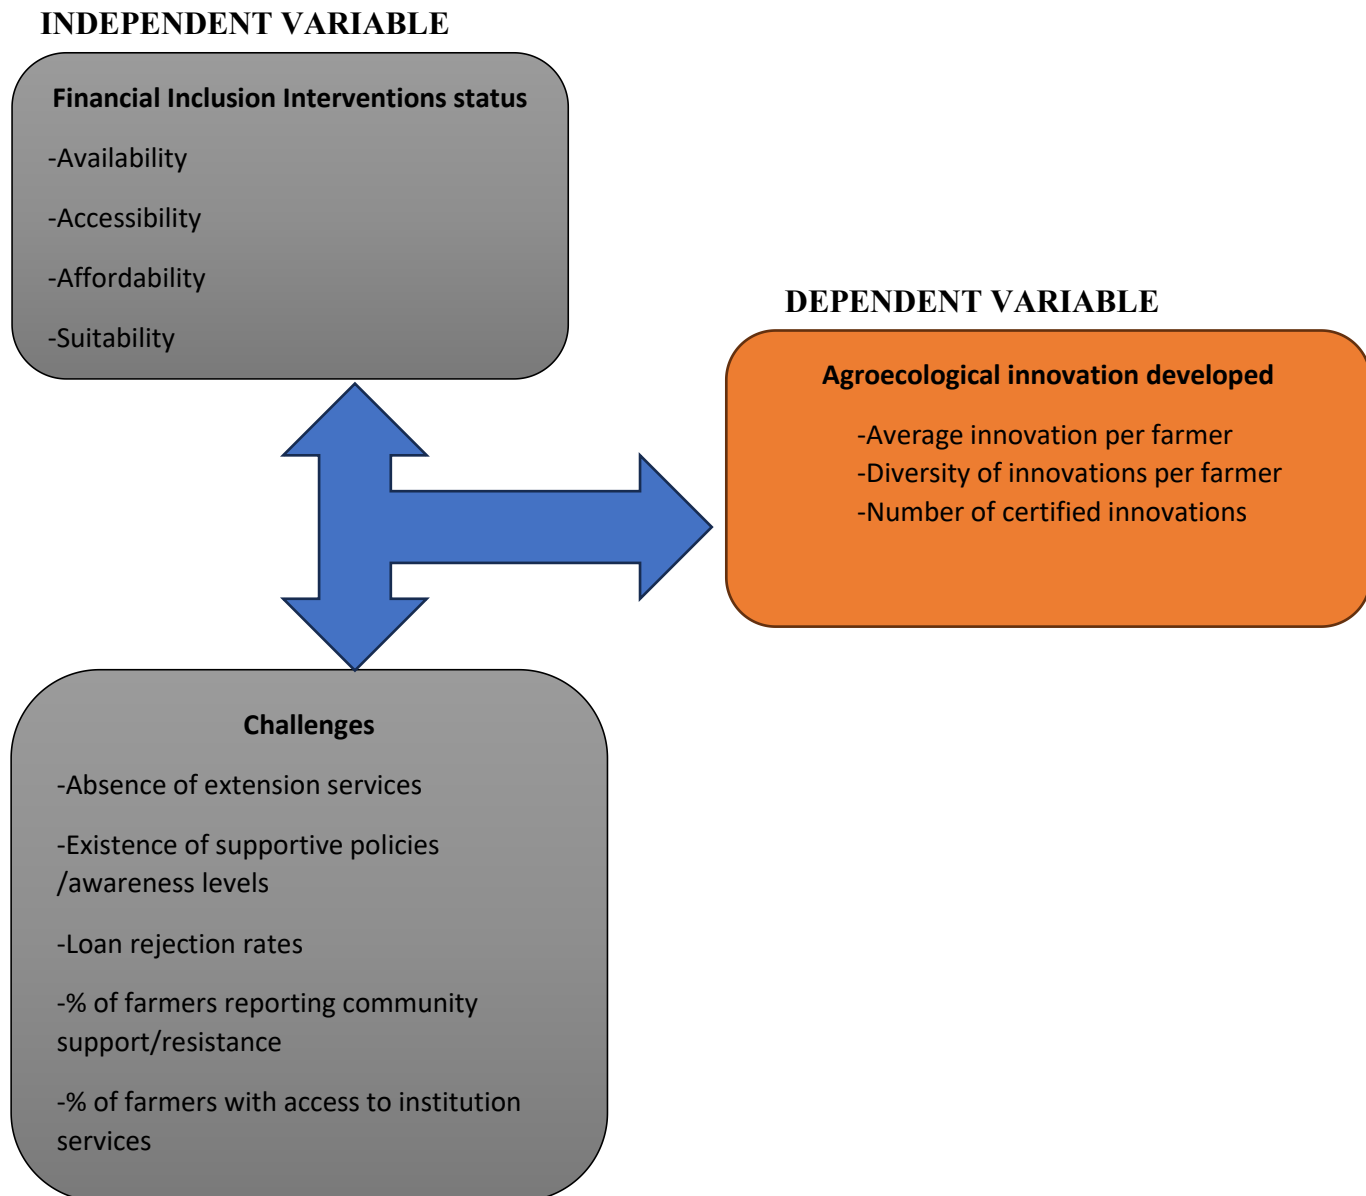 INDEPENDENT VARIABLE
Financial Inclusion Interventions status
-Availability
-Accessibility
-Affordability
-Suitability
DEPENDENT VARIABLE
Agroecological innovation developed
-Average innovation per farmer
-Diversity of innovations per farmer
-Number of certified innovations
Challenges
-Absence of extension services
-Existence of supportive policies
/awareness levels
-Loan rejection rates
-% of farmers reporting community
support/resistance
-% of farmers with access to institution
services